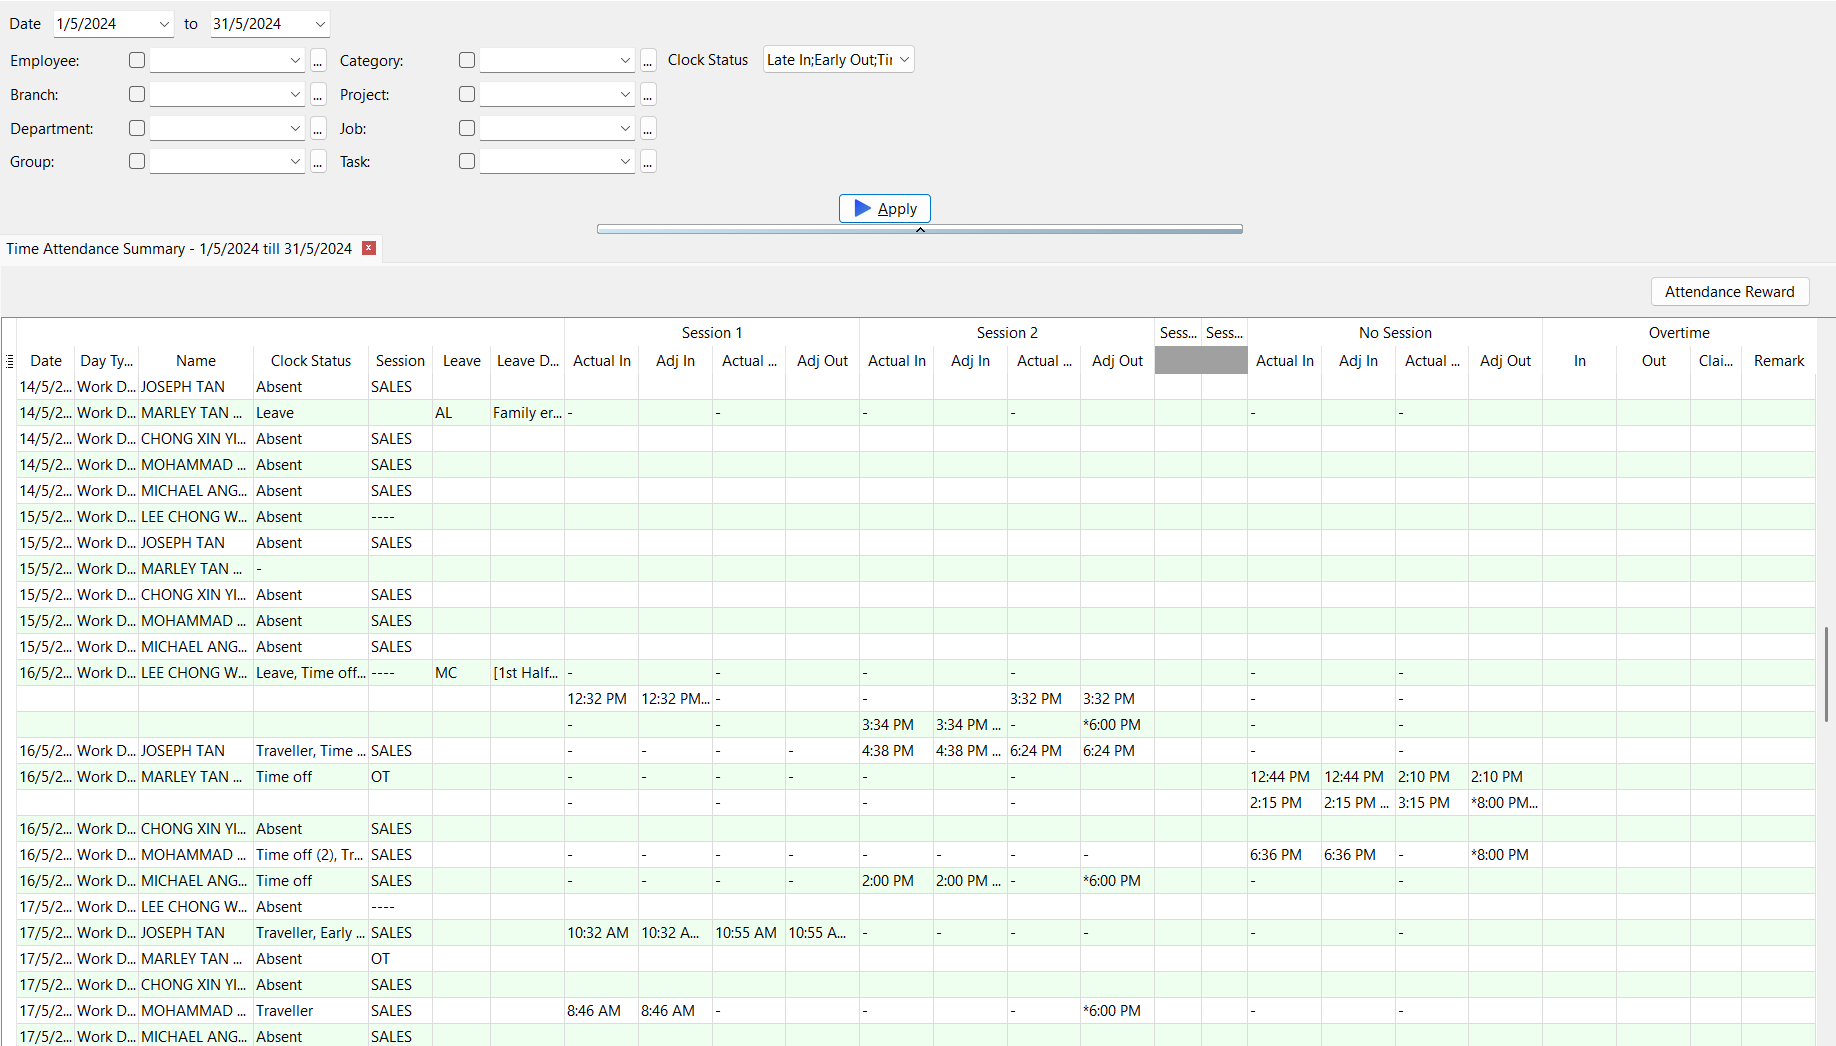 Date 1/5/2024 to 31/5/2024
Employee: ... Category: ... Clock Status Late In;Early Out;Tir
Branch: ... Project: ...
Department: ... Job: ...
Group: ... Task: ...
Apply
Time Attendance Summary - 1/5/2024 till 31/5/2024 x
Attendance Reward
Session 1 Session 2 Sess... Sess... No Session Overtime
Date Day Ty... Name Clock Status Session Leave Leave D... Actual In Adj In Actual ... Adj Out Actual In Adj In Actual ... Adj Out Actual In Adj In Actual ... Adj Out In Out Clai... Remark
14/5/2... Work D... JOSEPH TAN Absent SALES
14/5/2... Work D... MARLEY TAN ... Leave AL Family er... - - - - - -
14/5/2... Work D... CHONG XIN YI... Absent SALES
14/5/2... Work D... MOHAMMAD ... Absent SALES
14/5/2... Work D... MICHAEL ANG... Absent SALES
15/5/2... Work D... LEE CHONG W... Absent ----
15/5/2... Work D... JOSEPH TAN Absent SALES
15/5/2... Work D... MARLEY TAN ... -
15/5/2... Work D... CHONG XIN YI... Absent SALES
15/5/2... Work D... MOHAMMAD ... Absent SALES
15/5/2... Work D... MICHAEL ANG... Absent SALES
16/5/2... Work D... LEE CHONG W... Leave, Time off... ---- MC [1st Half... - - - - - -
12:32 PM 12:32 PM... - - 3:32 PM 3:32 PM - -
- - 3:34 PM 3:34 PM ... - *6:00 PM - -
16/5/2... Work D... JOSEPH TAN Traveller, Time ... SALES - - - - 4:38 PM 4:38 PM ... 6:24 PM 6:24 PM - -
16/5/2... Work D... MARLEY TAN ... Time off OT - - - - - - 12:44 PM 12:44 PM 2:10 PM 2:10 PM
- - - - 2:15 PM 2:15 PM ... 3:15 PM *8:00 PM...
16/5/2... Work D... CHONG XIN YI... Absent SALES
16/5/2... Work D... MOHAMMAD ... Time off (2), Tr... SALES - - - - - - - - 6:36 PM 6:36 PM - *8:00 PM
16/5/2... Work D... MICHAEL ANG... Time off SALES - - - - 2:00 PM 2:00 PM ... - *6:00 PM - -
17/5/2... Work D... LEE CHONG W... Absent ----
17/5/2... Work D... JOSEPH TAN Traveller, Early ... SALES 10:32 AM 10:32 A... 10:55 AM 10:55 A... - - - - - -
17/5/2... Work D... MARLEY TAN ... Absent OT
17/5/2... Work D... CHONG XIN YI... Absent SALES
17/5/2... Work D... MOHAMMAD ... Traveller SALES 8:46 AM 8:46 AM - - - *6:00 PM - -
17/5/2... Work D... MICHAEL ANG... Absent SALES